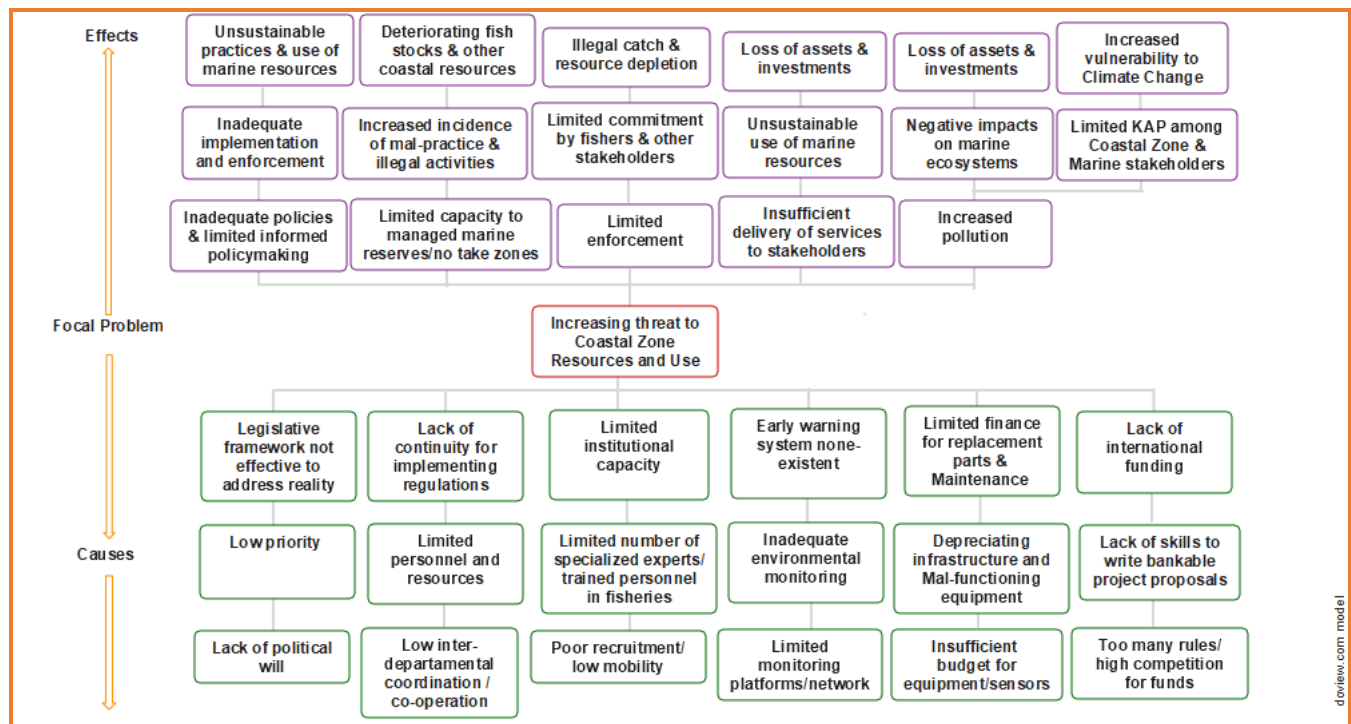 Effects
Unsustainable
practices & use of
marine resources
Deteriorating fish
stocks & other
coastal resources
Illegal catch &
resource depletion
Loss of assets &
investments
Loss of assets &
investments
Increased
vulnerability to
Climate Change
Inadequate
implementation
and enforcement
Increased incidence
of mal-practice &
illegal activities
Limited commitment
by fishers & other
stakeholders
Unsustainable
use of marine
resources
Negative impacts
on marine
ecosystems
Limited KAP among
Coastal Zone &
Marine stakeholders
Inadequate policies
& limited informed
policymaking
Limited capacity to
managed marine
reserves/no take zones
Limited
enforcement
Insufficient
delivery of services
to stakeholders
Increased
pollution
Focal Problem
Increasing threat to
Coastal Zone
Resources and Use
Legislative
framework not
effective to
address reality
Lack of
continuity for
implementing
regulations
Limited
institutional
capacity
Early warning
system none-
existent
Limited finance
for replacement
parts &
Maintenance
Lack of
international
funding
Causes
Low priority
Limited
personnel and
resources
Limited number of
specialized experts/
trained personnel
in fisheries
Inadequate
environmental
monitoring
Depreciating
infrastructure and
Mal-functioning
equipment
Lack of skills to
write bankable
project proposals
Lack of political
will
Low inter-
departamental
coordination /
co-operation
Poor recruitment/
low mobility
Limited
monitoring
platforms/network
Insufficient
budget for
equipment/sensors
Too many rules/
high competition
for funds
doview.com model